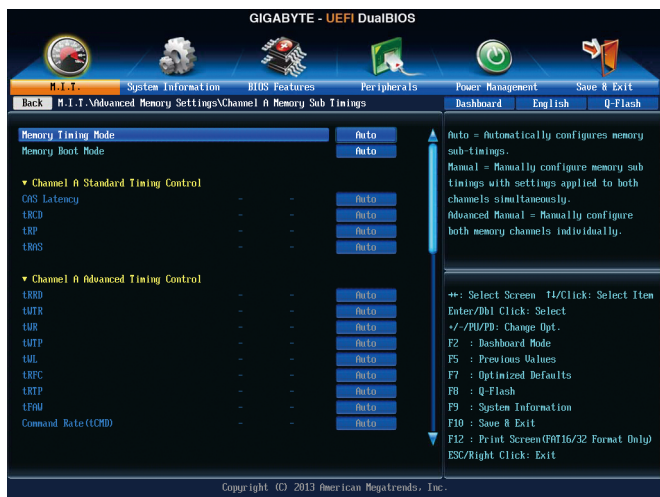 GIGABYTE - UEFI DualBIOS
M.I.T. System Information BIOS Features Peripherals Power Management Save & Exit
Back M.I.T.\Advanced Memory Settings\Channel A Memory Sub Timings Dashboard English Q-Flash
Memory Timing Mode Auto
Memory Boot Mode Auto
▼ Channel A Standard Timing Control
CAS Latency - - Auto
tRCD - - Auto
tRP - - Auto
tRAS - - Auto
▼ Channel A Advanced Timing Control
tRRD - - Auto
tWTR - - Auto
tWR - - Auto
tWTP - - Auto
tWL - - Auto
tRFC - - Auto
tRTP - - Auto
tFAW - - Auto
Command Rate(tCMD) - - Auto
Auto = Automatically configures memory
sub-timings.
Manual = Manually configure memory sub
timings with settings applied to both
channels simultaneously.
Advanced Manual = Manually configure
both memory channels individually.
→←: Select Screen ↑↓/Click: Select Item
Enter/Dbl Click: Select
+/-/PU/PD: Change Opt.
F2 : Dashboard Mode
F5 : Previous Values
F7 : Optimized Defaults
F8 : Q-Flash
F9 : System Information
F10 : Save & Exit
F12 : Print Screen(FAT16/32 Format Only)
ESC/Right Click: Exit
Copyright (C) 2013 American Megatrends, Inc.